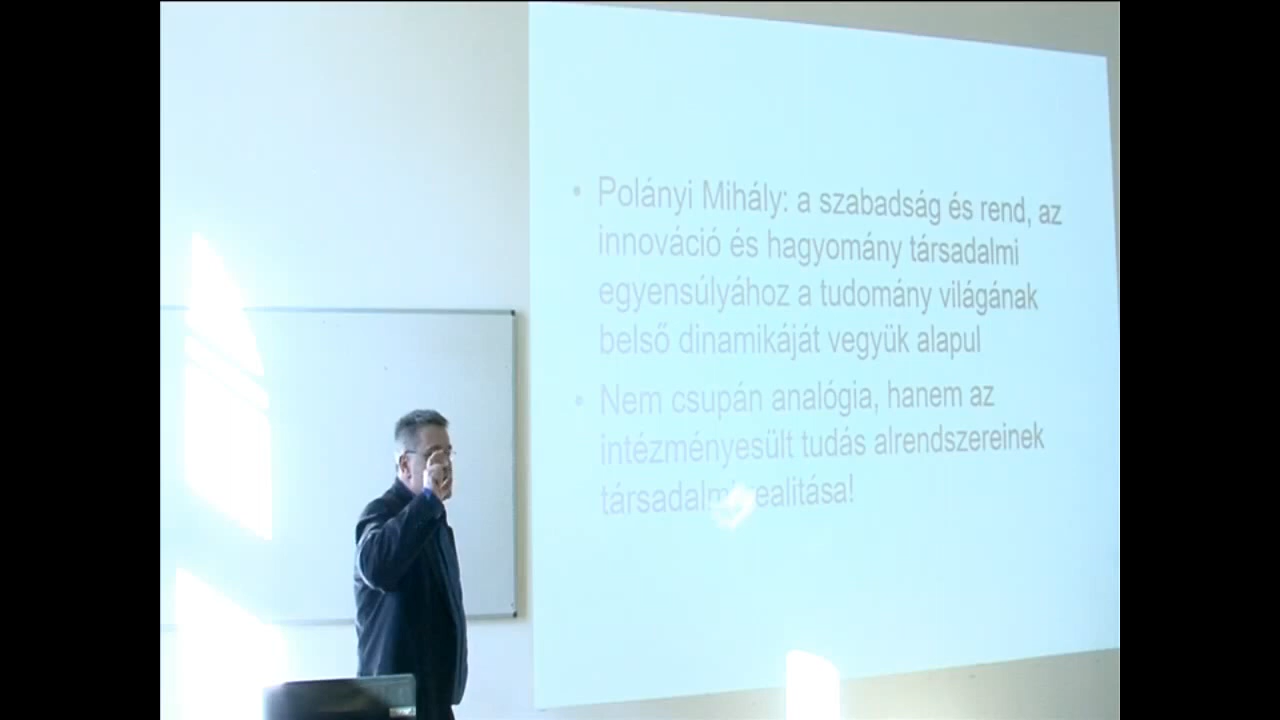 • Polányi Mihály: a szabadság és rend, az
innováció és hagyomány társadalmi
egyensúlyához a tudomány világának
belső dinamikáját vegyük alapul
• Nem csupán analógia, hanem az
intézményesült tudás alrendszereinek
társadalmi realitása!